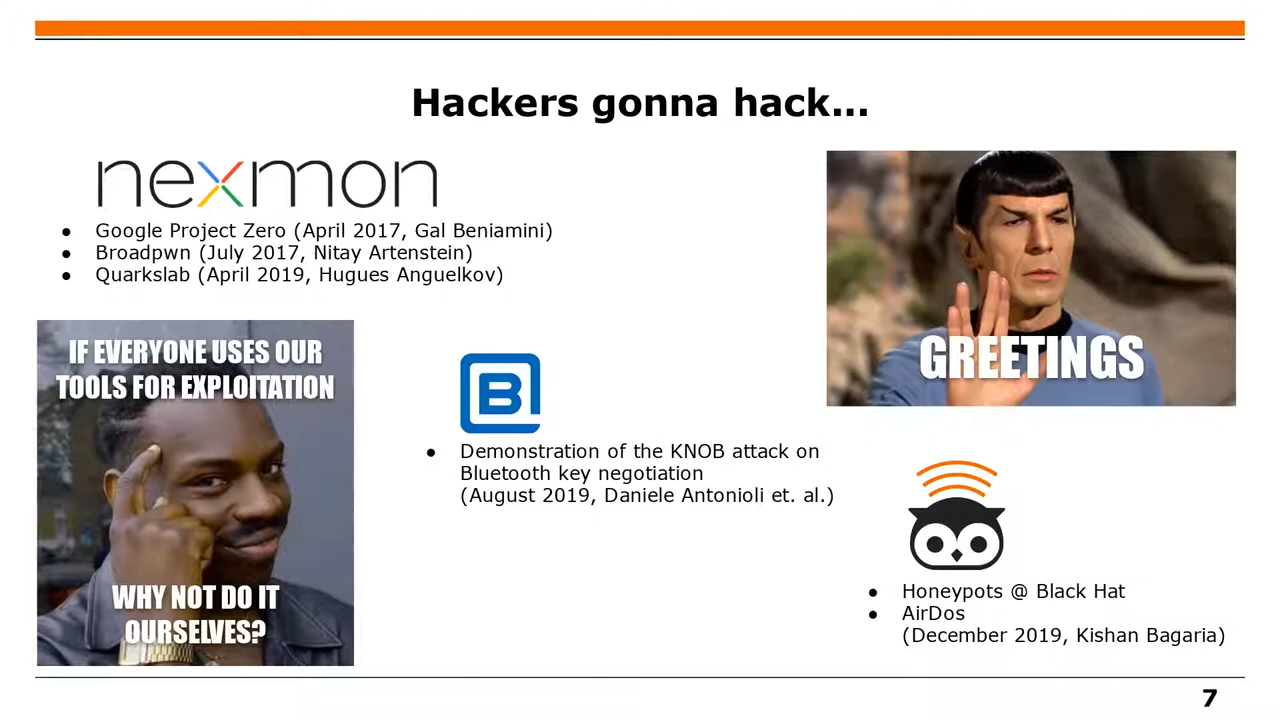 Hackers gonna hack...
nexmon
● Google Project Zero (April 2017, Gal Beniamini)
● Broadpwn (July 2017, Nitay Artenstein)
● Quarkslab (April 2019, Hugues Anguelkov)
GREETINGS
IF EVERYONE USES OUR
TOOLS FOR EXPLOITATION
WHY NOT DO IT
OURSELVES?
B
● Demonstration of the KNOB attack on
Bluetooth key negotiation
(August 2019, Daniele Antonioli et. al.)
● Honeypots @ Black Hat
● AirDos
(December 2019, Kishan Bagaria)
7